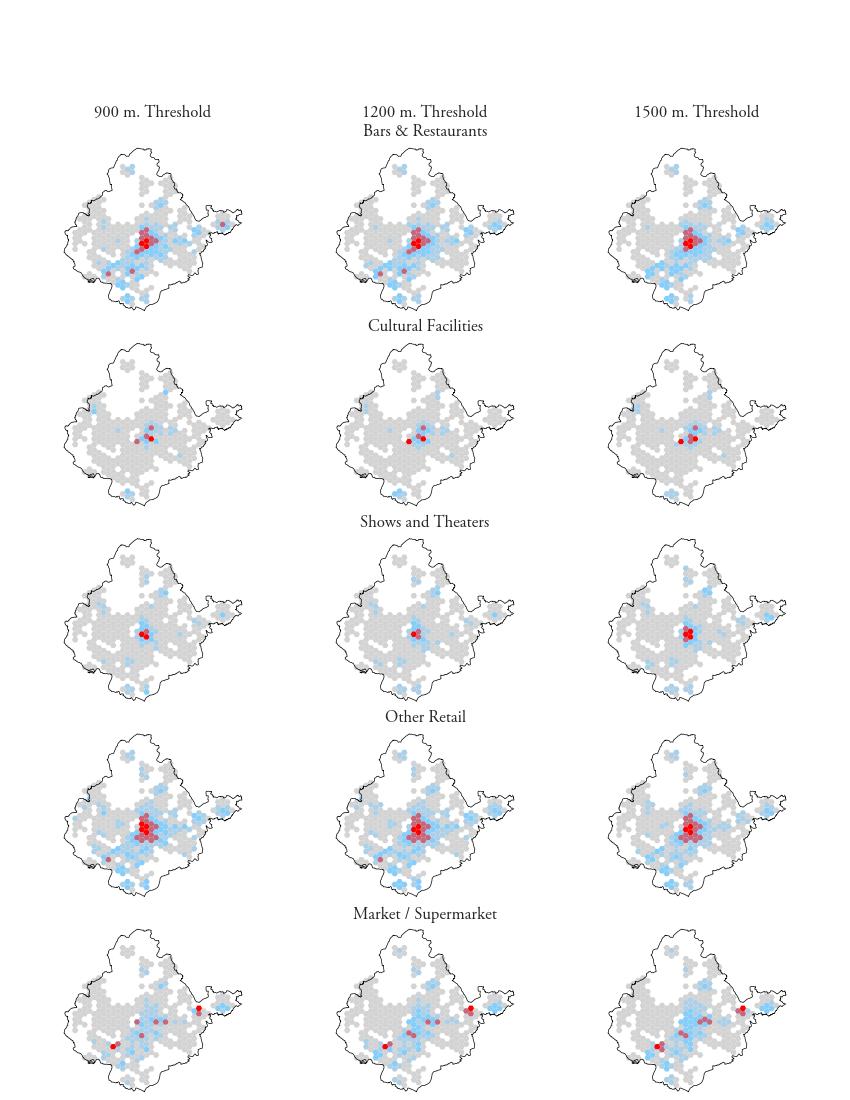 900 m. Threshold 1200 m. Threshold 1500 m. Threshold
Bars & Restaurants
Cultural Facilities
Shows and Theaters
Other Retail
Market / Supermarket